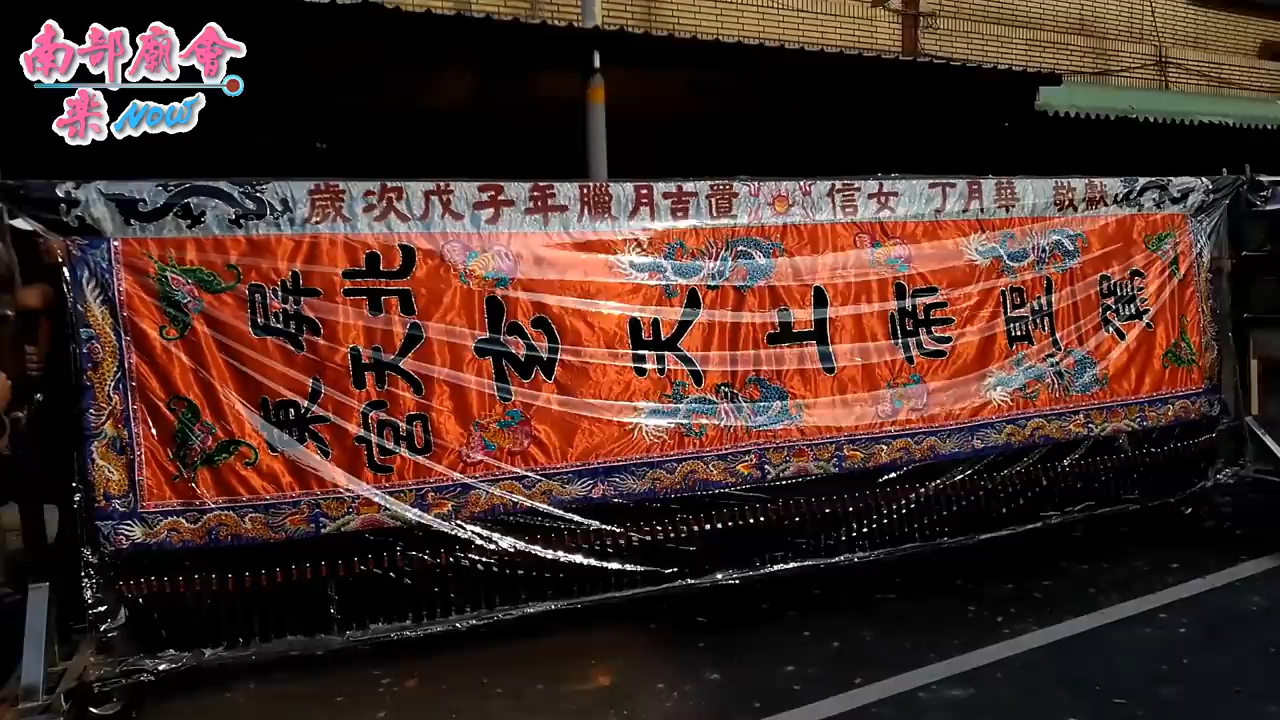 南部廟會
來NOW
歲次戊子年臘月吉置 信女 丁月華 敬獻
屏東
北天宮
玄天上帝聖